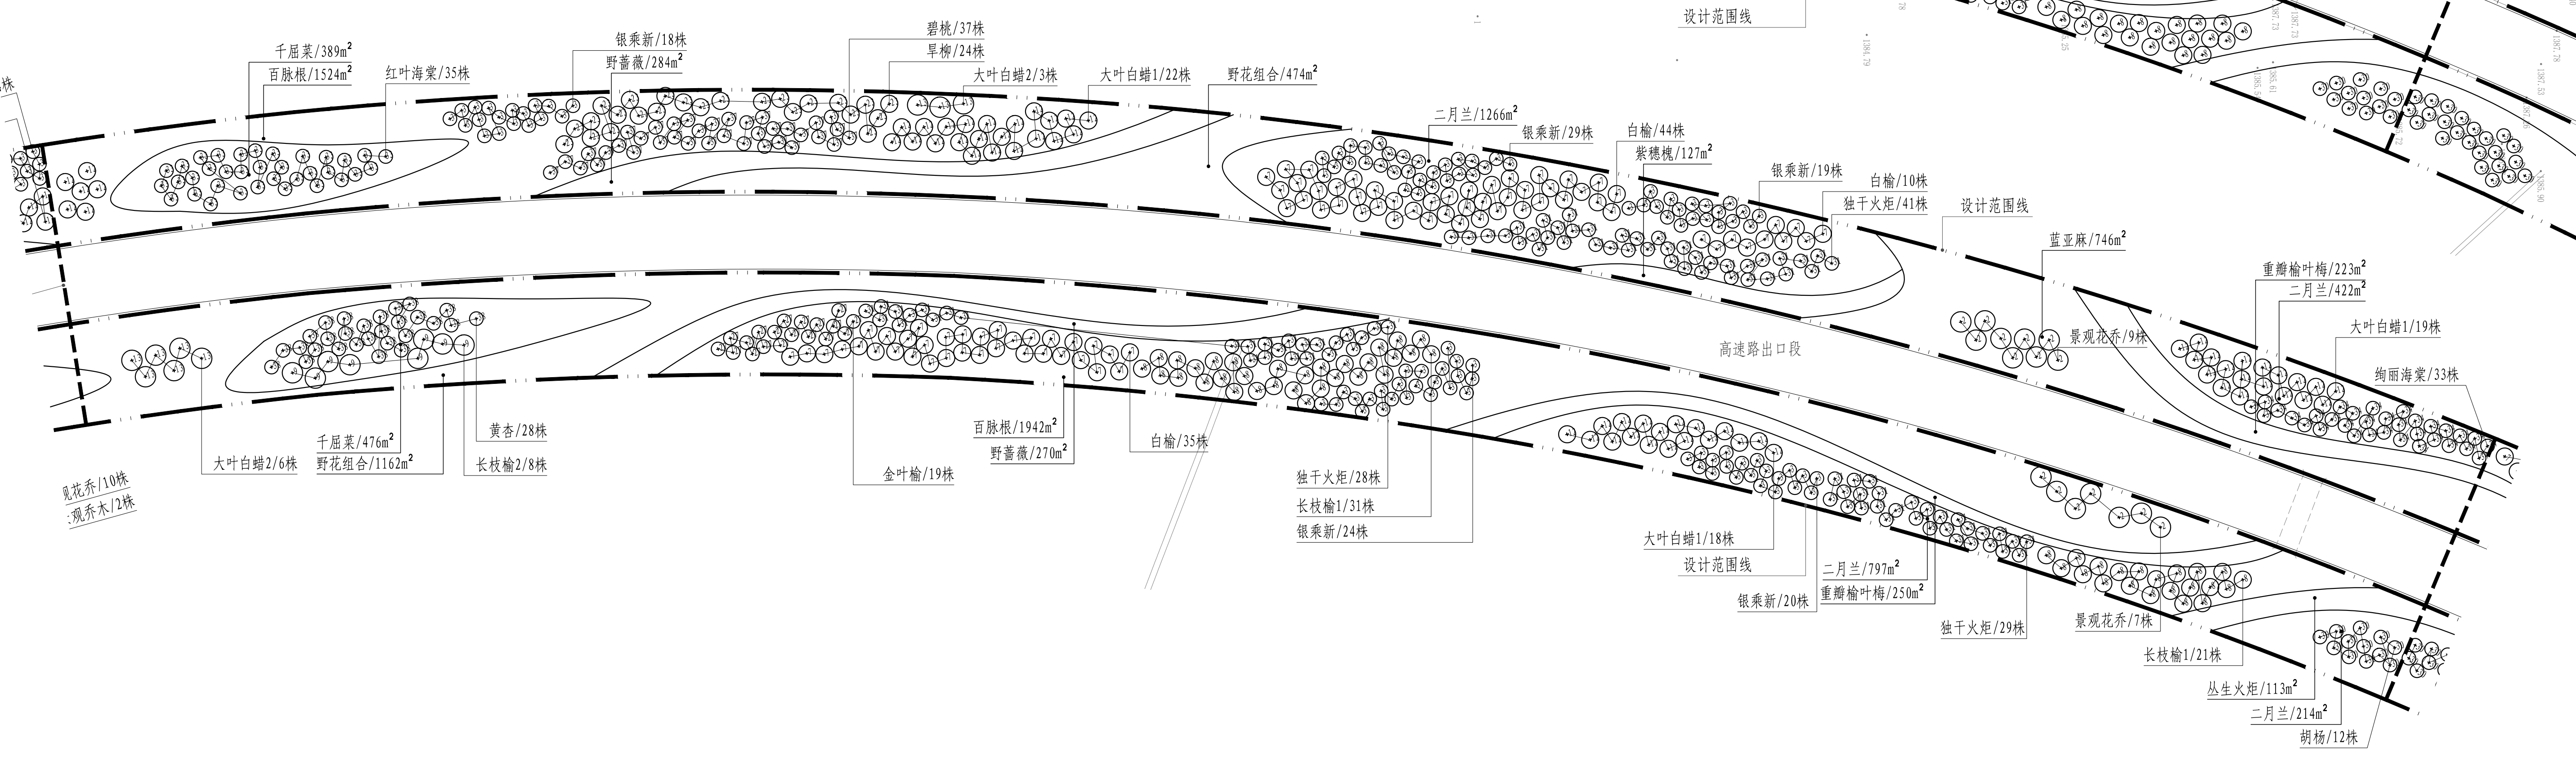 株
千屈菜/389m²
百脉根/1524m²
红叶海棠/35株
银乘新/18株
野蔷薇/284m²
碧桃/37株
旱柳/24株
大叶白蜡2/3株
大叶白蜡1/22株
野花组合/474m²
二月兰/1266m²
银乘新/29株
白榆/44株
紫穗槐/127m²
银乘新/19株
白榆/10株
独干火炬/41株
设计范围线
设计范围线
蓝亚麻/746m²
景观花乔/9株
重瓣榆叶梅/223m²
二月兰/422m²
大叶白蜡1/19株
绚丽海棠/33株
高速路出口段
大叶白蜡2/6株
千屈菜/476m²
野花组合/1162m²
黄杏/28株
长枝榆2/8株
金叶榆/19株
百脉根/1942m²
野蔷薇/270m²
白榆/35株
独干火炬/28株
长枝榆1/31株
银乘新/24株
大叶白蜡1/18株
设计范围线
银乘新/20株
二月兰/797m²
重瓣榆叶梅/250m²
独干火炬/29株
景观花乔/7株
长枝榆1/21株
丛生火炬/113m²
二月兰/214m²
胡杨/12株
花乔/10株
观乔木/2株
1384.79
1387.73
1387.73
1385.61
1387.78
1387.53